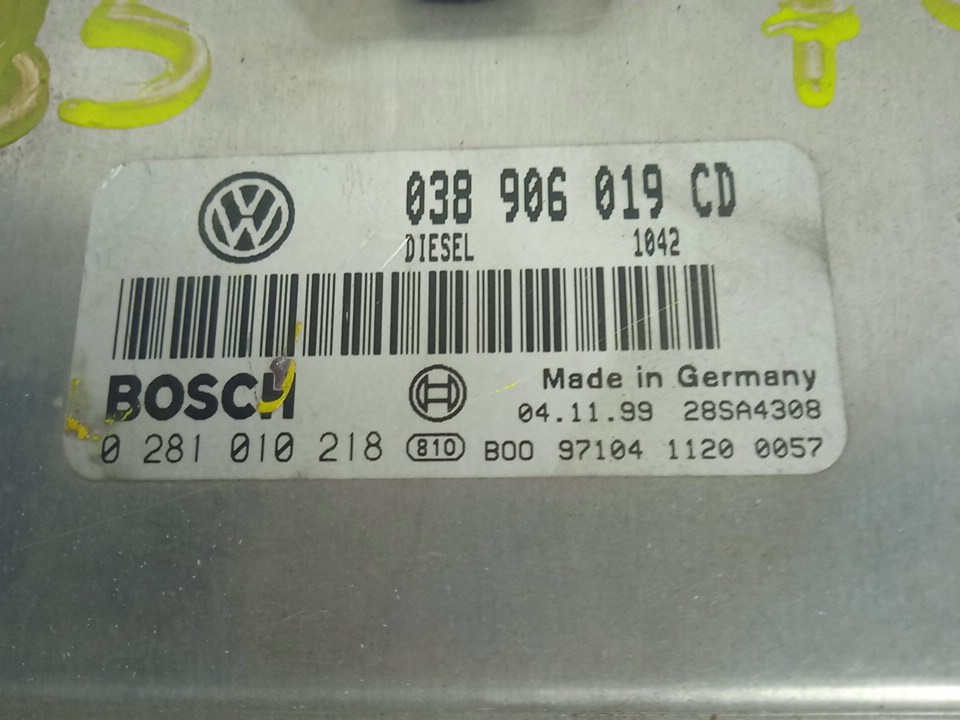 038 906 019 CD
DIESEL 1042
BOSCH
Made in Germany
04.11.99 28SA4308
0 281 010 218 810 B00 97104 1120 0057